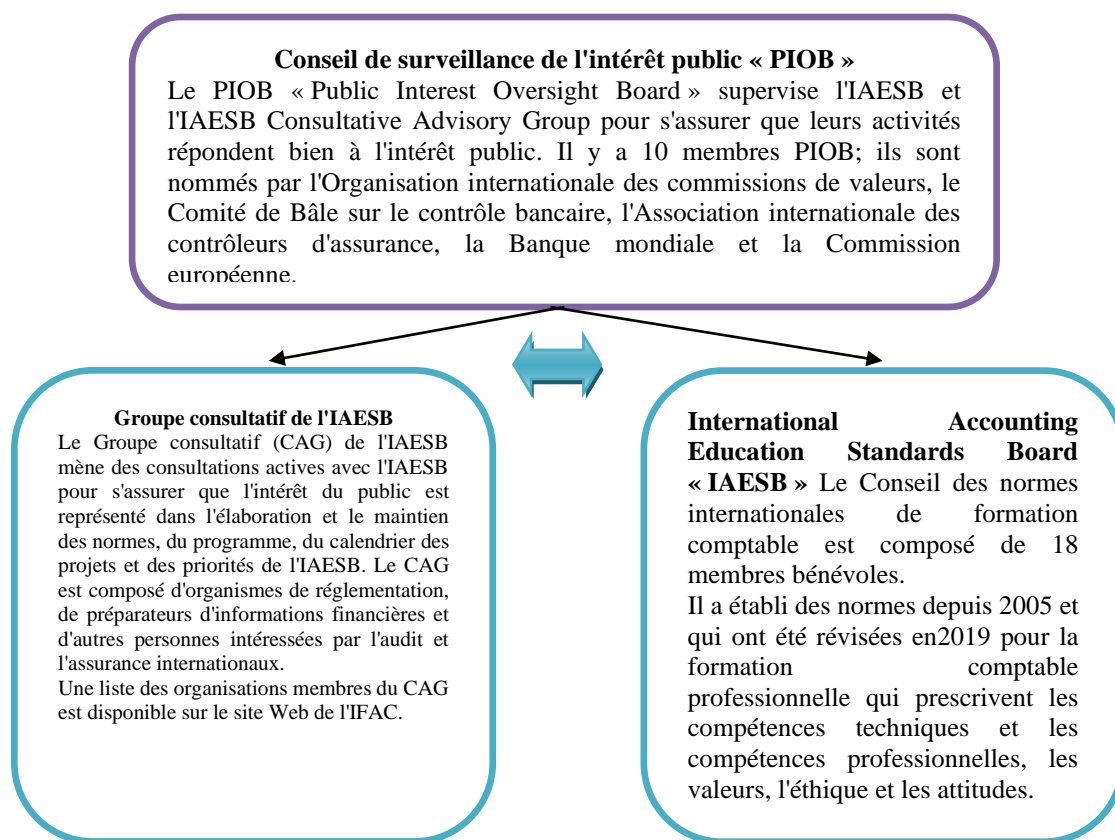 Conseil de surveillance de l'intérêt public « PIOB »
Le PIOB « Public Interest Oversight Board » supervise l'IAESB et
l'IAESB Consultative Advisory Group pour s'assurer que leurs activités
répondent bien à l'intérêt public. Il y a 10 membres PIOB; ils sont
nommés par l'Organisation internationale des commissions de valeurs, le
Comité de Bâle sur le contrôle bancaire, l'Association internationale des
contrôleurs d'assurance, la Banque mondiale et la Commission
européenne.
Groupe consultatif de l'IAESB
Le Groupe consultatif (CAG) de l'IAESB
mène des consultations actives avec l'IAESB
pour s'assurer que l'intérêt du public est
représenté dans l'élaboration et le maintien
des normes, du programme, du calendrier des
projets et des priorités de l'IAESB. Le CAG
est composé d'organismes de réglementation,
de préparateurs d'informations financières et
d'autres personnes intéressées par l'audit et
l'assurance internationaux.
Une liste des organisations membres du CAG
est disponible sur le site Web de l'IFAC.
International Accounting
Education Standards Board
« IAESB » Le Conseil des normes
internationales de formation
comptable est composé de 18
membres bénévoles.
Il a établi des normes depuis 2005 et
qui ont été révisées en2019 pour la
formation comptable
professionnelle qui prescrivent les
compétences techniques et les
compétences professionnelles, les
valeurs, l'éthique et les attitudes.